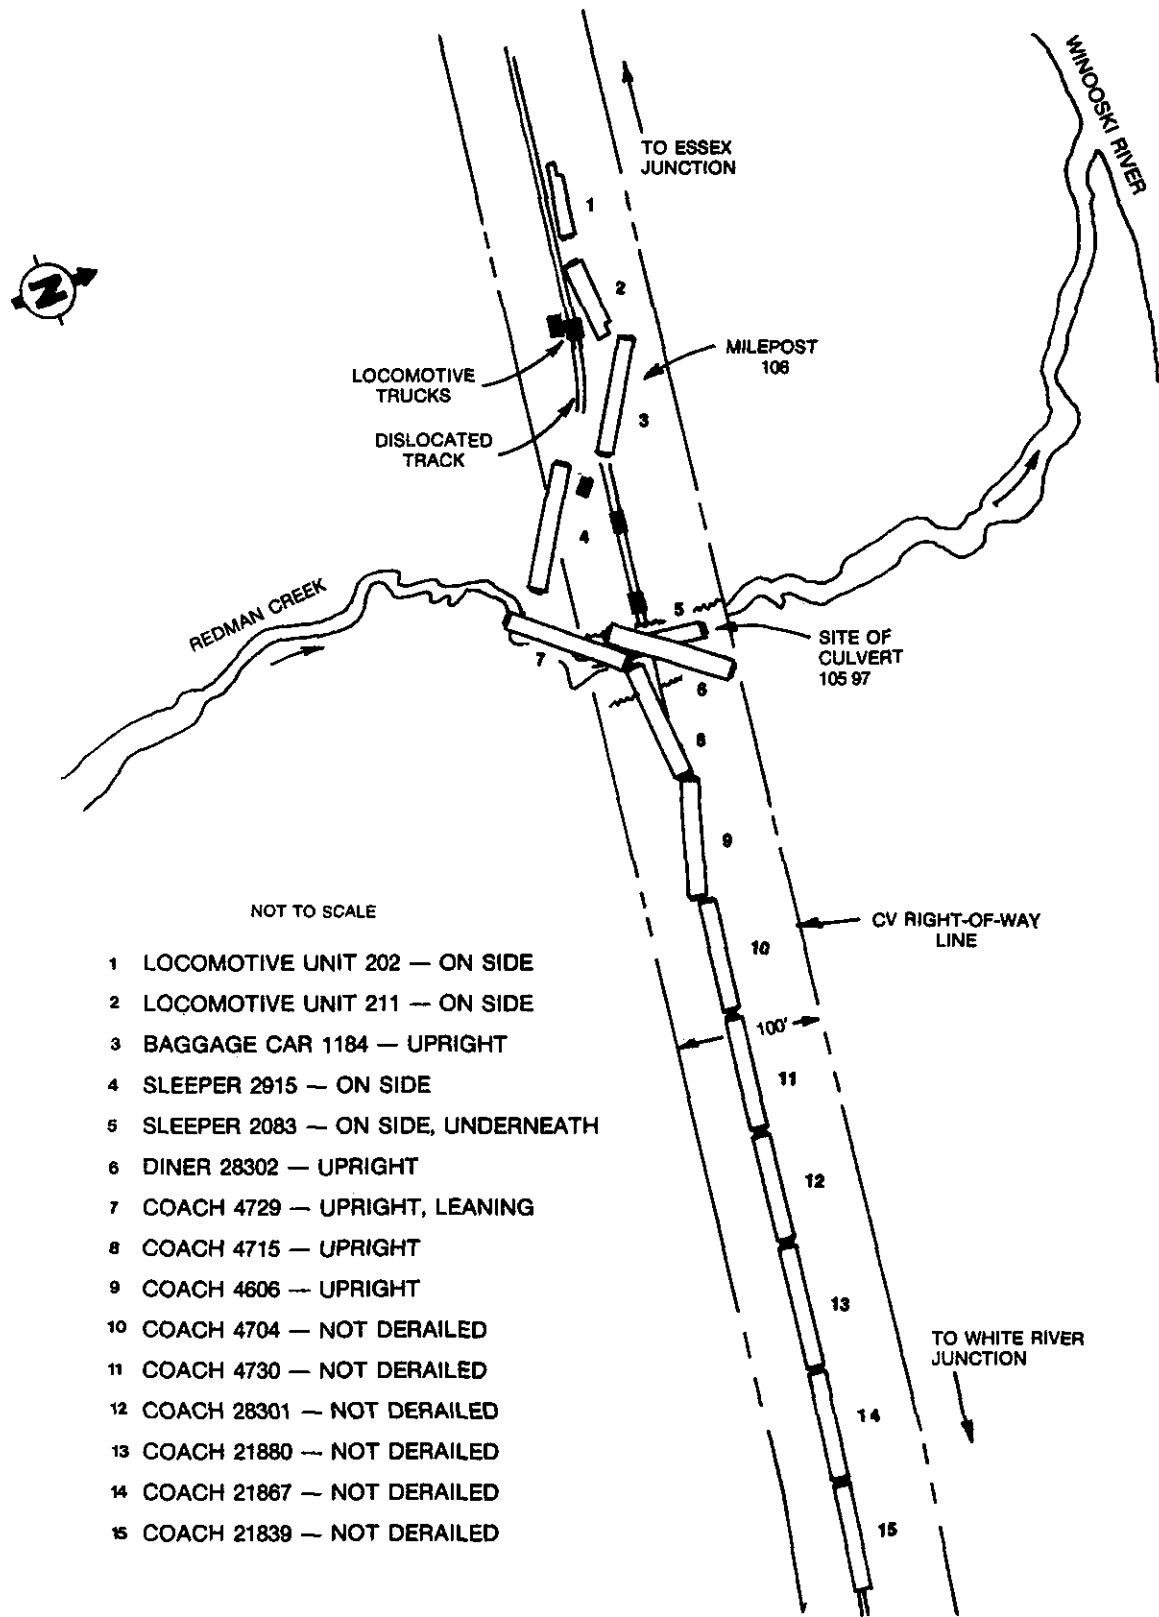 WINOOSKI RIVER
TO ESSEX
JUNCTION
1
N
2
MILEPOST
106
LOCOMOTIVE
TRUCKS
3
DISLOCATED
TRACK
4
REDMAN CREEK
5
SITE OF
CULVERT
105 97
7
6
8
9
NOT TO SCALE
CV RIGHT-OF-WAY
LINE
10
100'
11
12
13
TO WHITE RIVER
JUNCTION
14
15
1 LOCOMOTIVE UNIT 202 — ON SIDE
2 LOCOMOTIVE UNIT 211 — ON SIDE
3 BAGGAGE CAR 1184 — UPRIGHT
4 SLEEPER 2915 — ON SIDE
5 SLEEPER 2083 — ON SIDE, UNDERNEATH
6 DINER 28302 — UPRIGHT
7 COACH 4729 — UPRIGHT, LEANING
8 COACH 4715 — UPRIGHT
9 COACH 4606 — UPRIGHT
10 COACH 4704 — NOT DERAILED
11 COACH 4730 — NOT DERAILED
12 COACH 28301 — NOT DERAILED
13 COACH 21880 — NOT DERAILED
14 COACH 21867 — NOT DERAILED
15 COACH 21839 — NOT DERAILED